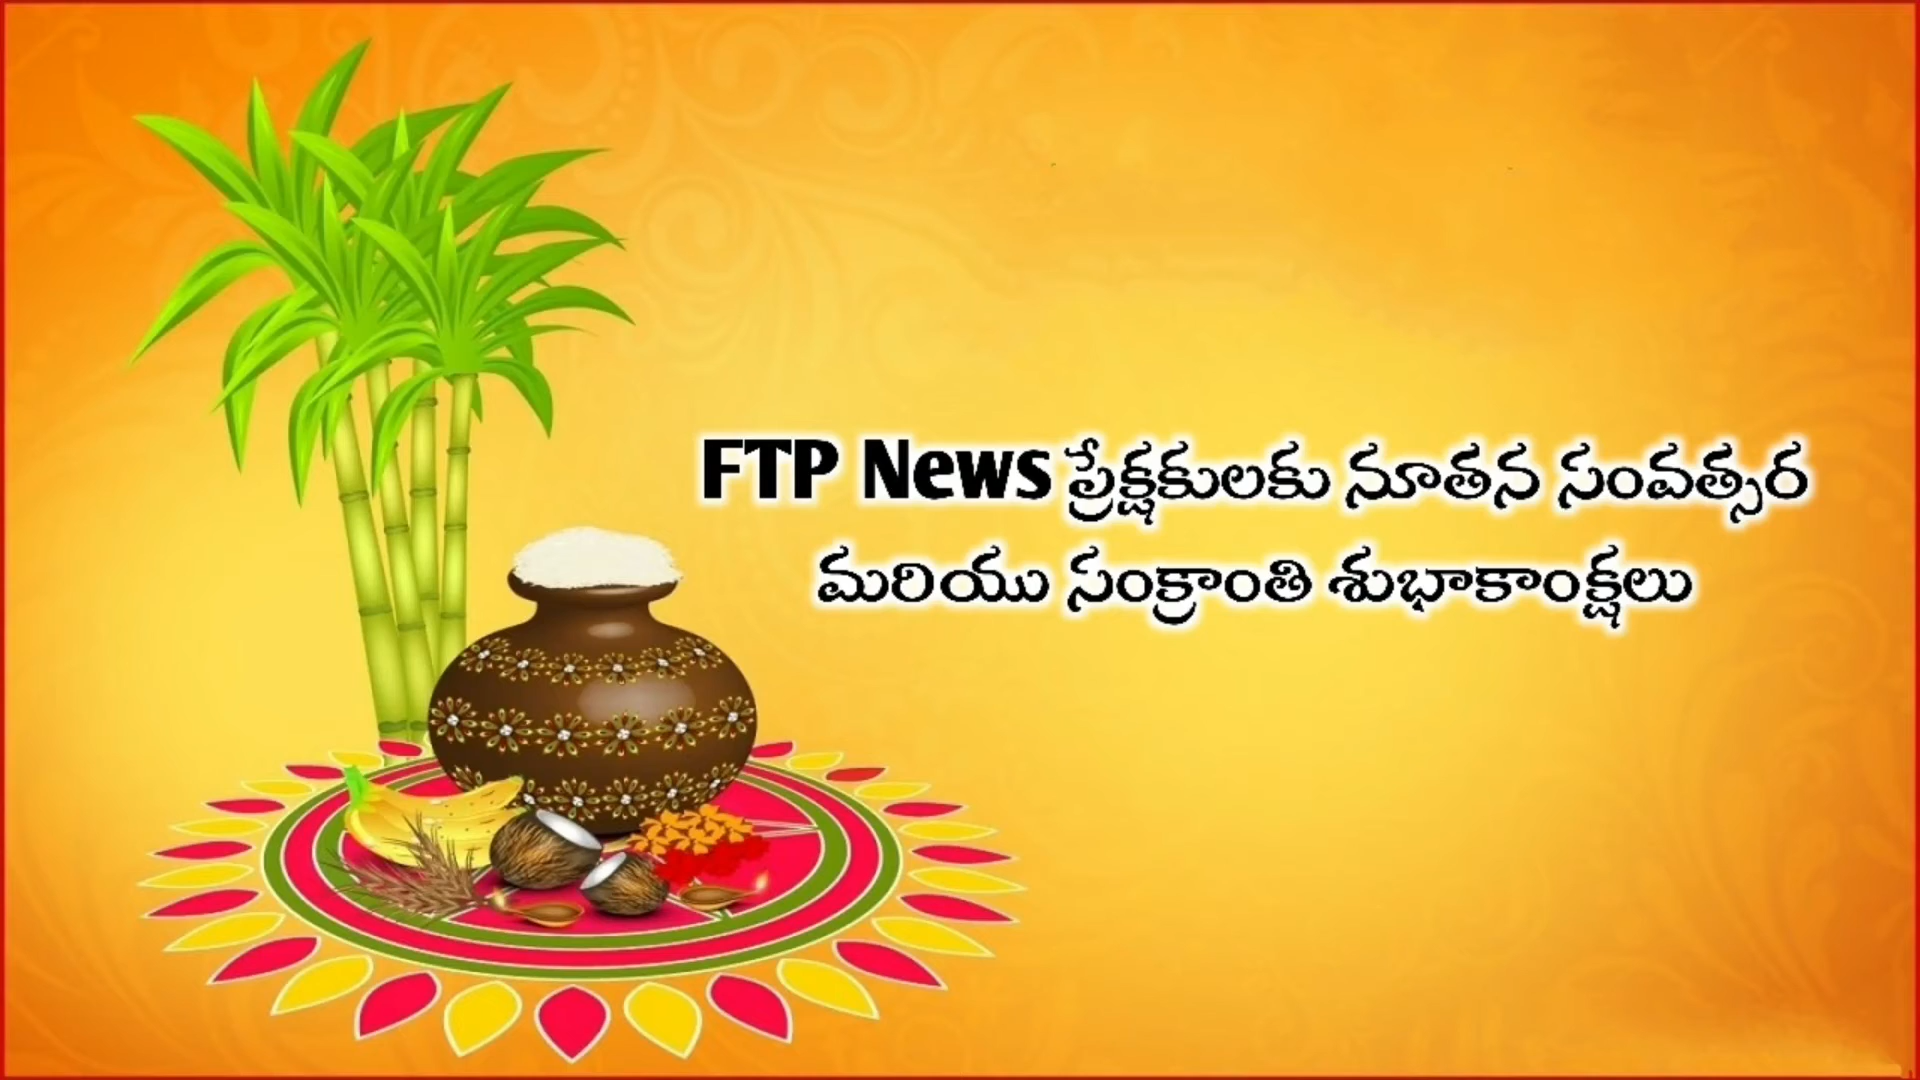 FTP News ప్రేక్షకులకు నూతన సంవత్సర
మరియు సంక్రాంతి శుభాకాంక్షలు